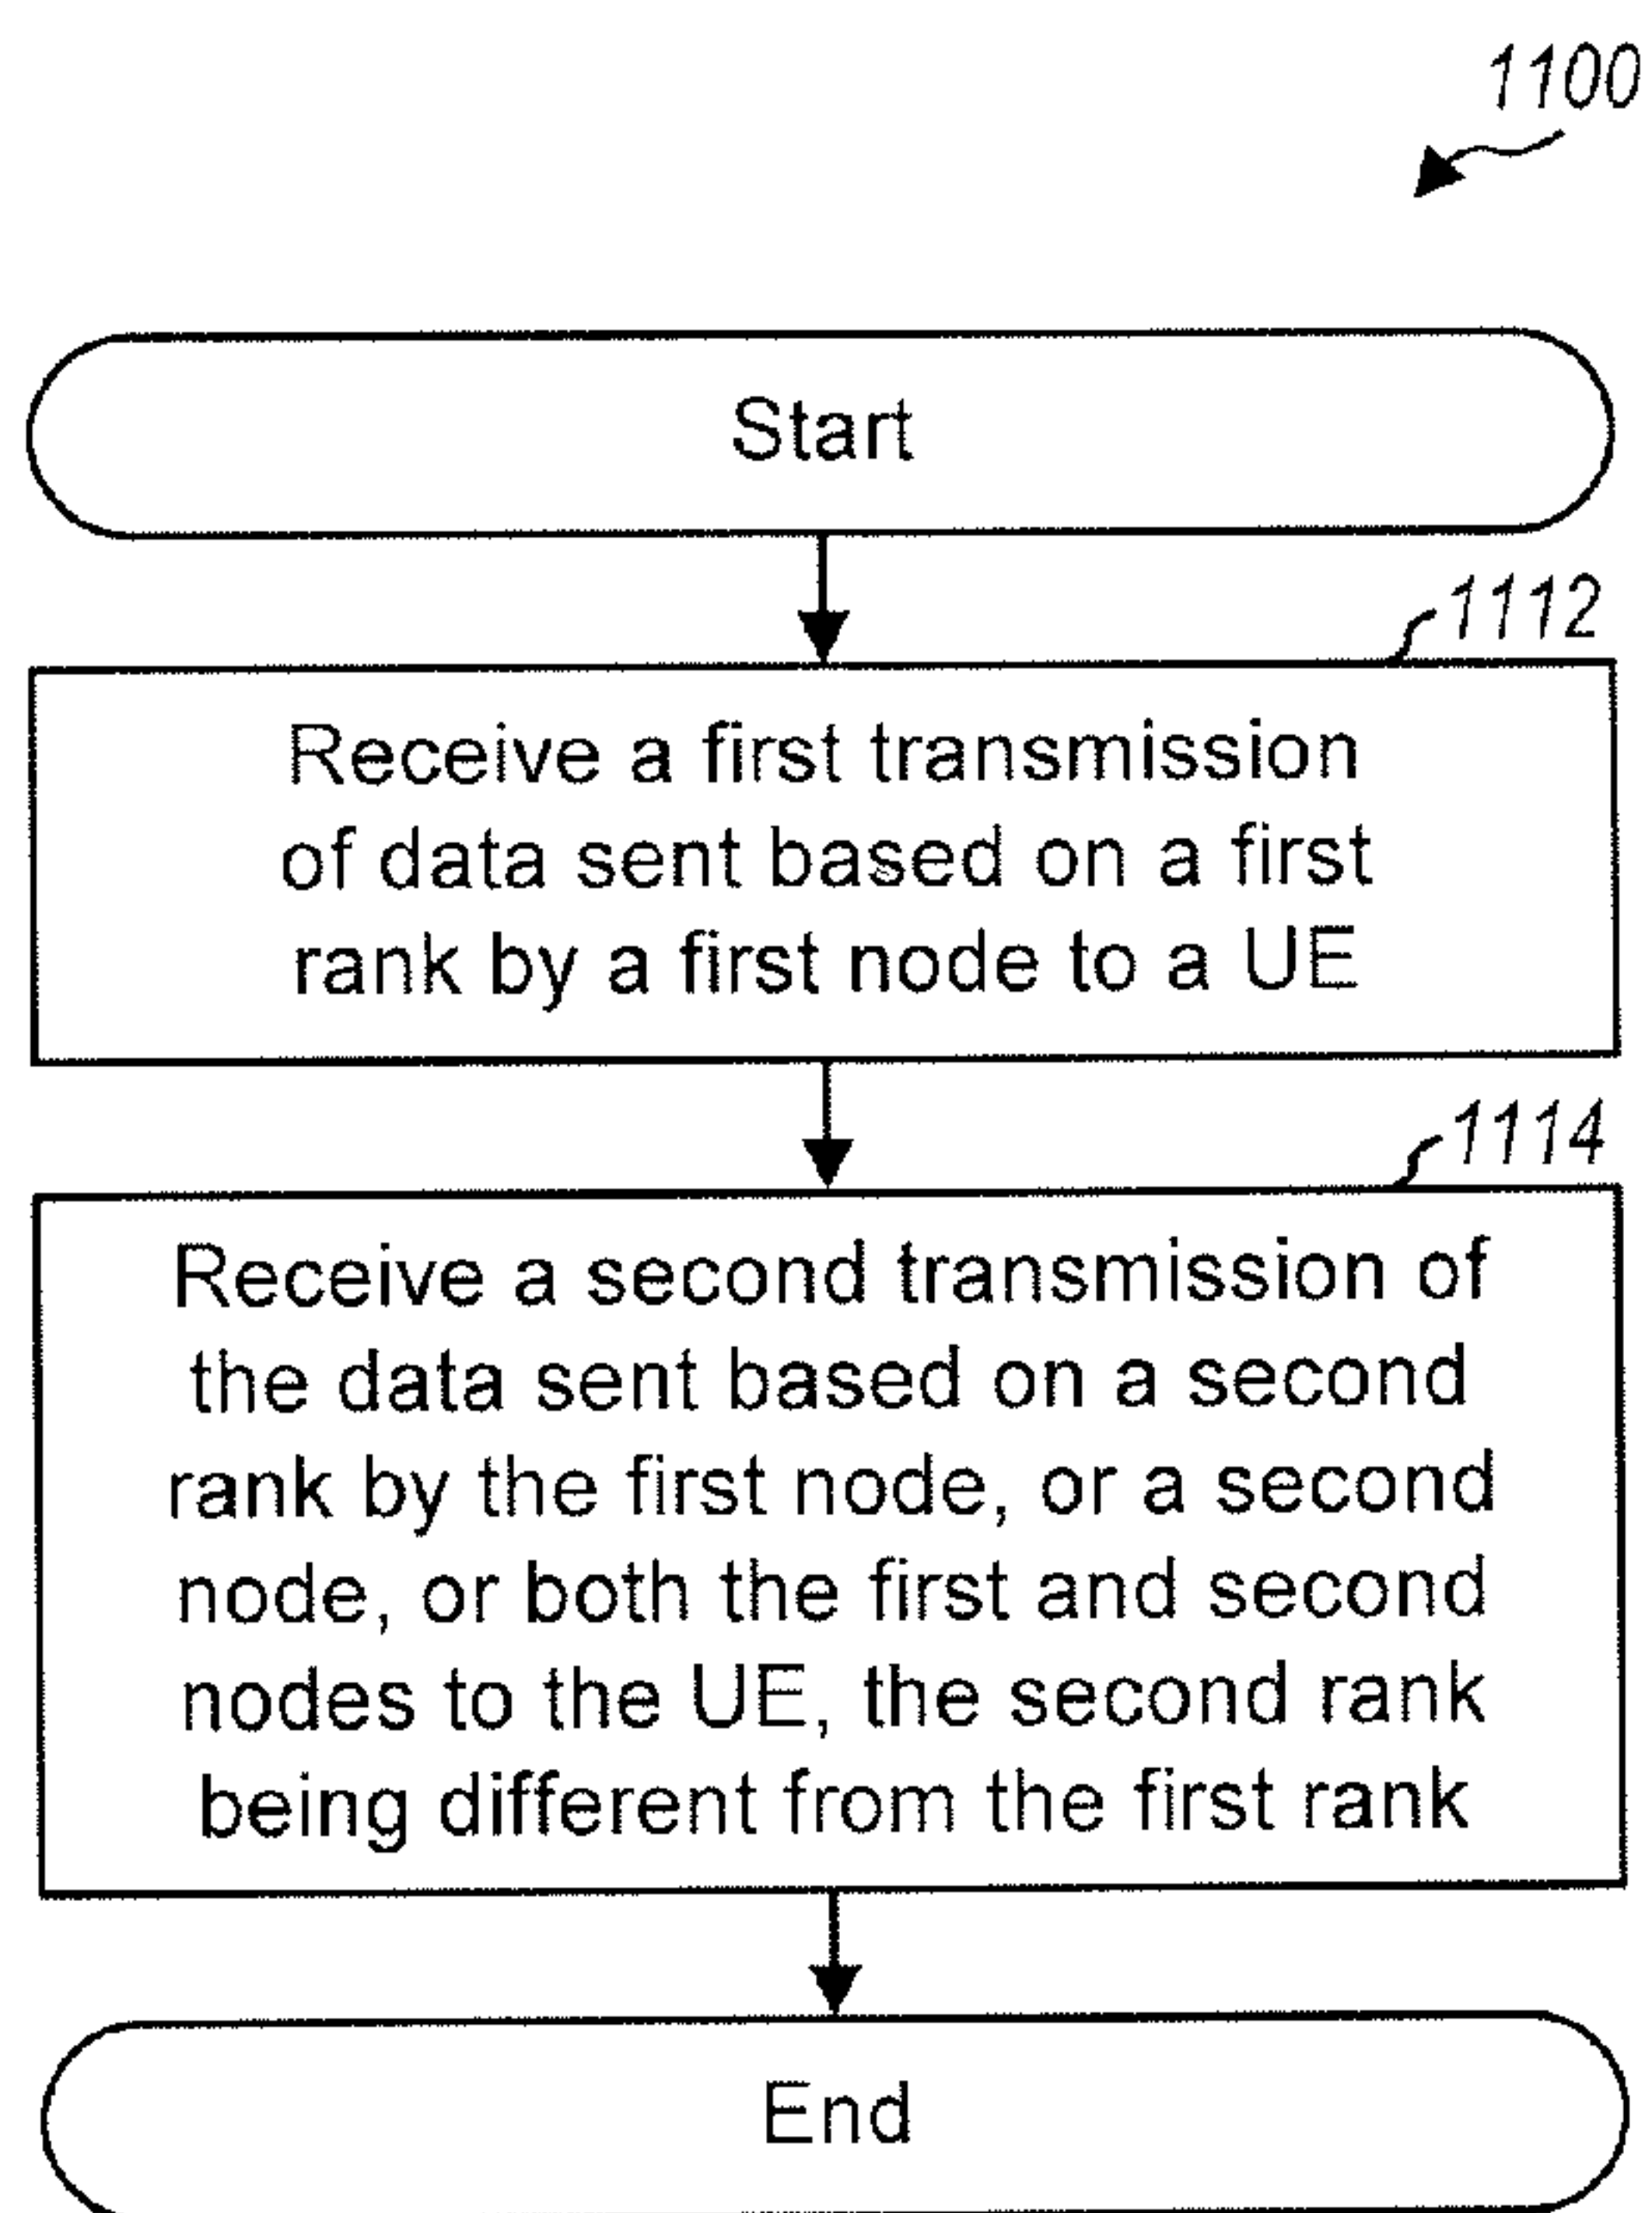 1100
Start
1112
Receive a first transmission
of data sent based on a first
rank by a first node to a UE
1114
Receive a second transmission of
the data sent based on a second
rank by the first node, or a second
node, or both the first and second
nodes to the UE, the second rank
being different from the first rank
End